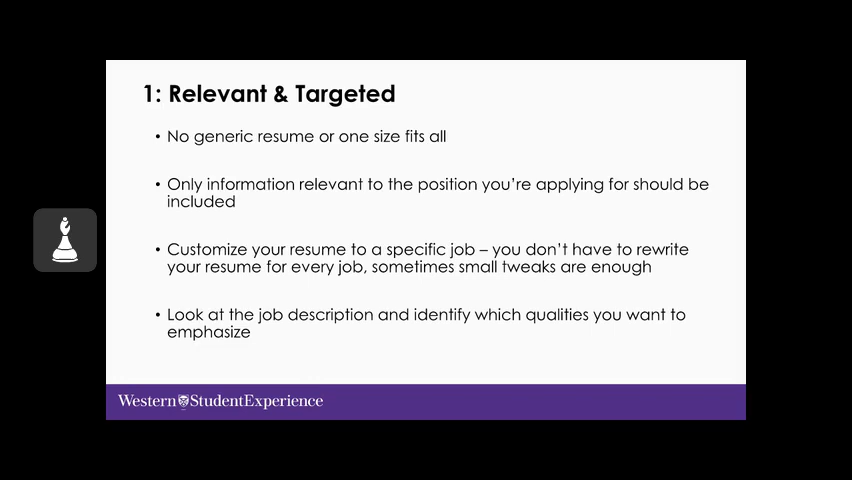 1: Relevant & Targeted
• No generic resume or one size fits all
• Only information relevant to the position you’re applying for should be
included
• Customize your resume to a specific job – you don’t have to rewrite
your resume for every job, sometimes small tweaks are enough
• Look at the job description and identify which qualities you want to
emphasize
Western StudentExperience